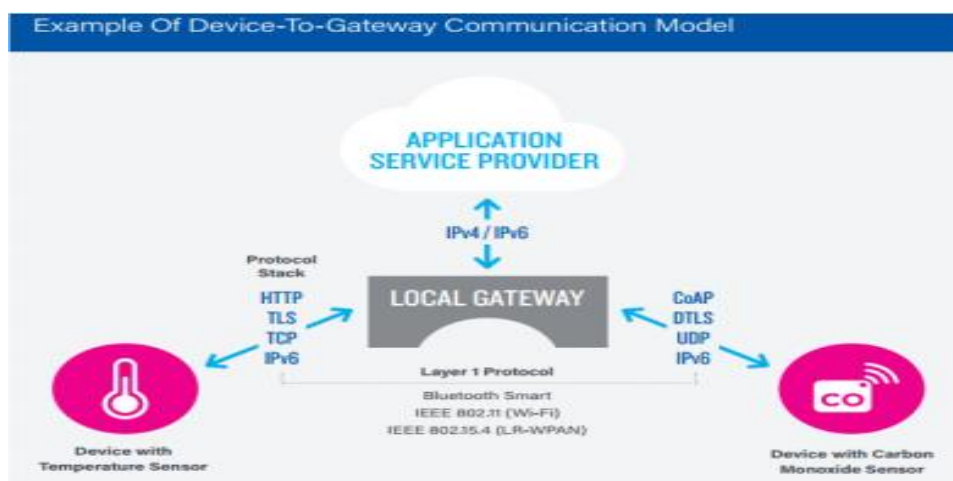 Example Of Device-To-Gateway Communication Model
APPLICATION
SERVICE PROVIDER
IPv4 / IPv6
Protocol
Stack
HTTP
TLS
TCP
IPv6
LOCAL GATEWAY
CoAP
DTLS
UDP
IPv6
Layer 1 Protocol
Bluetooth Smart
IEEE 802.11 (Wi-Fi)
IEEE 802.15.4 (LR-WPAN)
CO
Device with
Temperature Sensor
Device with Carbon
Monoxide Sensor